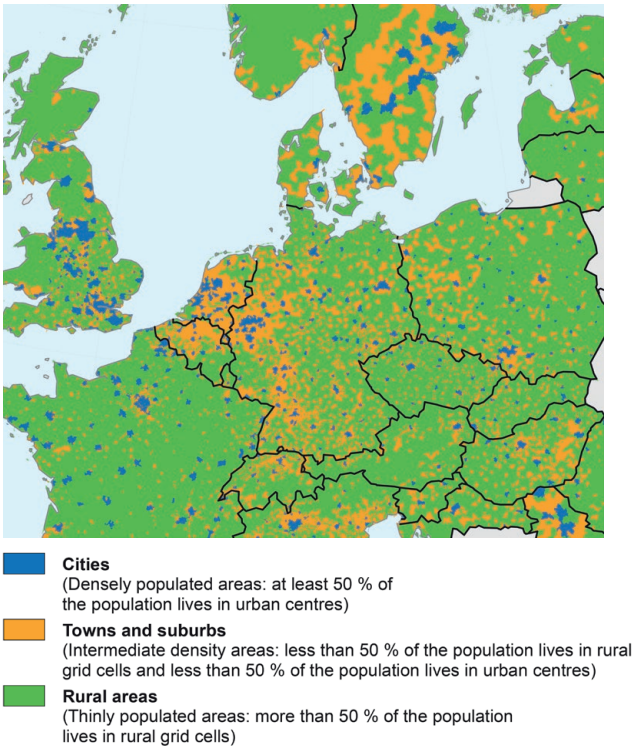 Cities
(Densely populated areas: at least 50 % of
the population lives in urban centres)
Towns and suburbs
(Intermediate density areas: less than 50 % of the population lives in rural
grid cells and less than 50 % of the population lives in urban centres)
Rural areas
(Thinly populated areas: more than 50 % of the population
lives in rural grid cells)